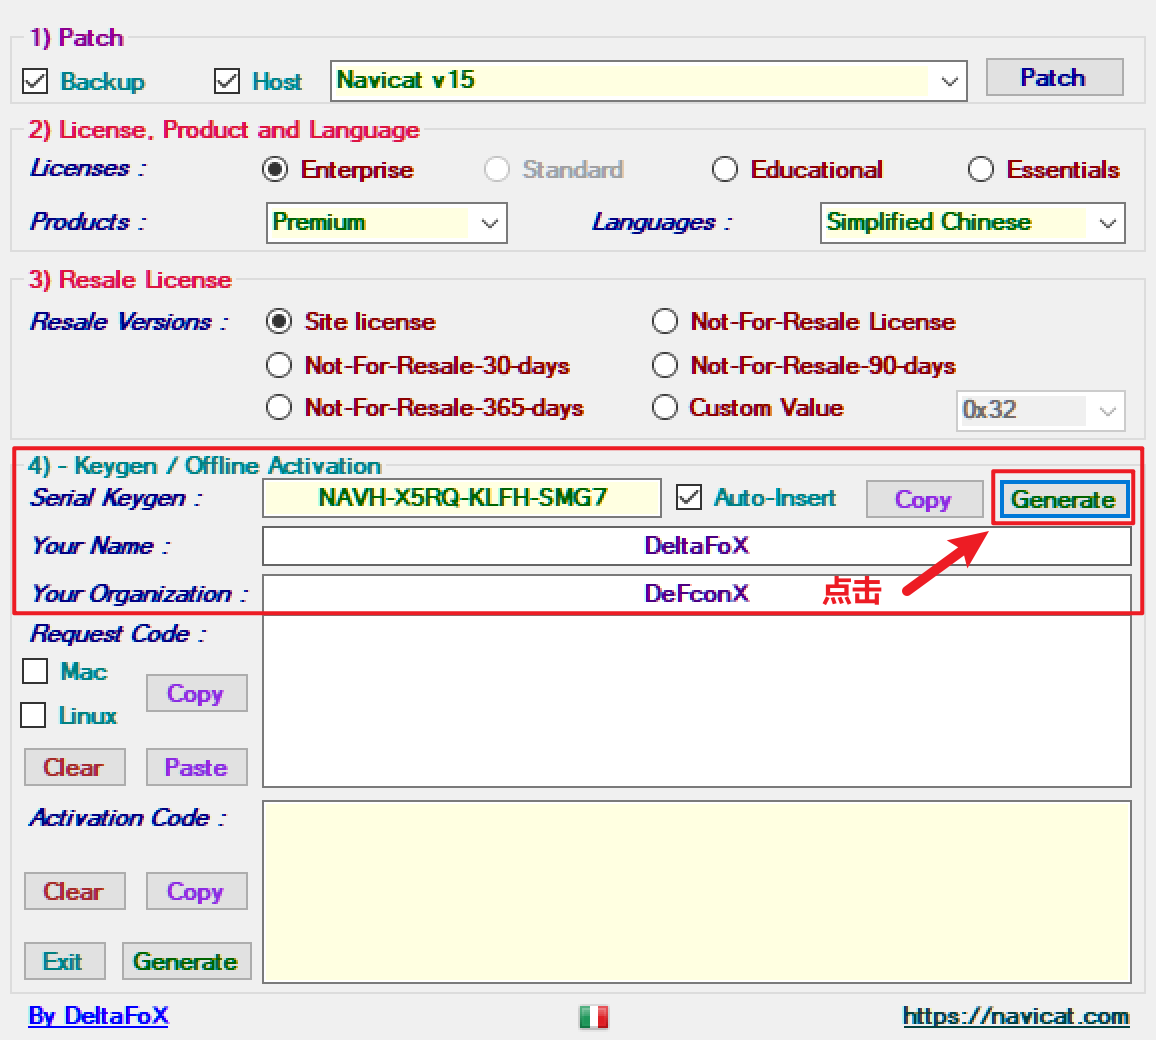 1) Patch
Backup Host Navicat v15 Patch
2) License, Product and Language
Licenses : Enterprise Standard Educational Essentials
Products : Premium Languages : Simplified Chinese
3) Resale License
Resale Versions : Site license Not-For-Resale License
Not-For-Resale-30-days Not-For-Resale-90-days
Not-For-Resale-365-days Custom Value 0x32
4) - Keygen / Offline Activation
Serial Keygen : NAVH-X5RQ-KLFH-SMG7 Auto-Insert Copy Generate
Your Name : DeltaFoX
Your Organization : DeFconX 点击
Request Code :
Mac
Copy
Linux
Clear Paste
Activation Code :
Clear Copy
Exit Generate
By DeltaFoX https://navicat.com